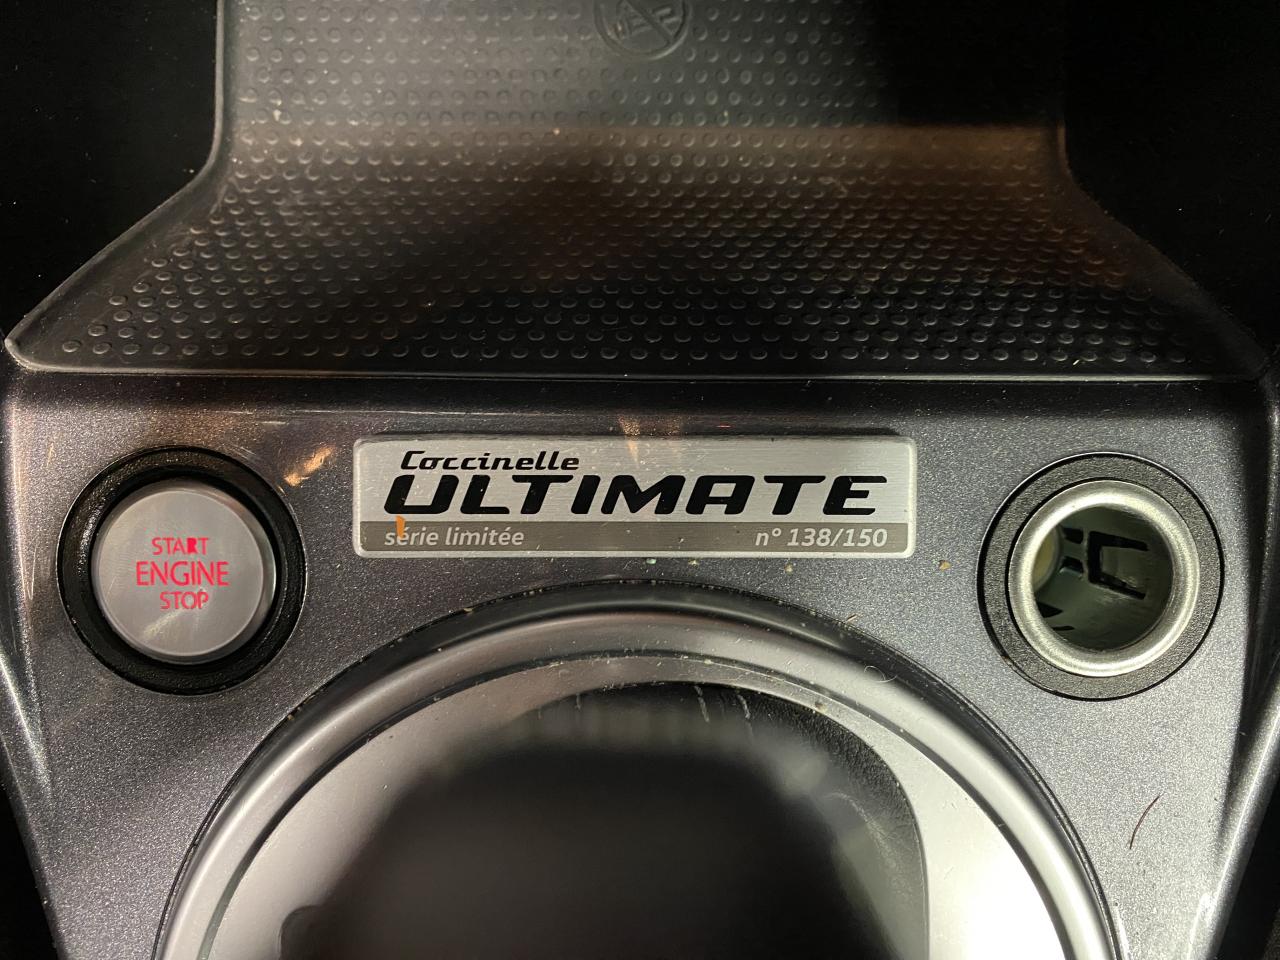 Coccinelle
ULTIMATE
série limitée n° 138/150
START
ENGINE
STOP